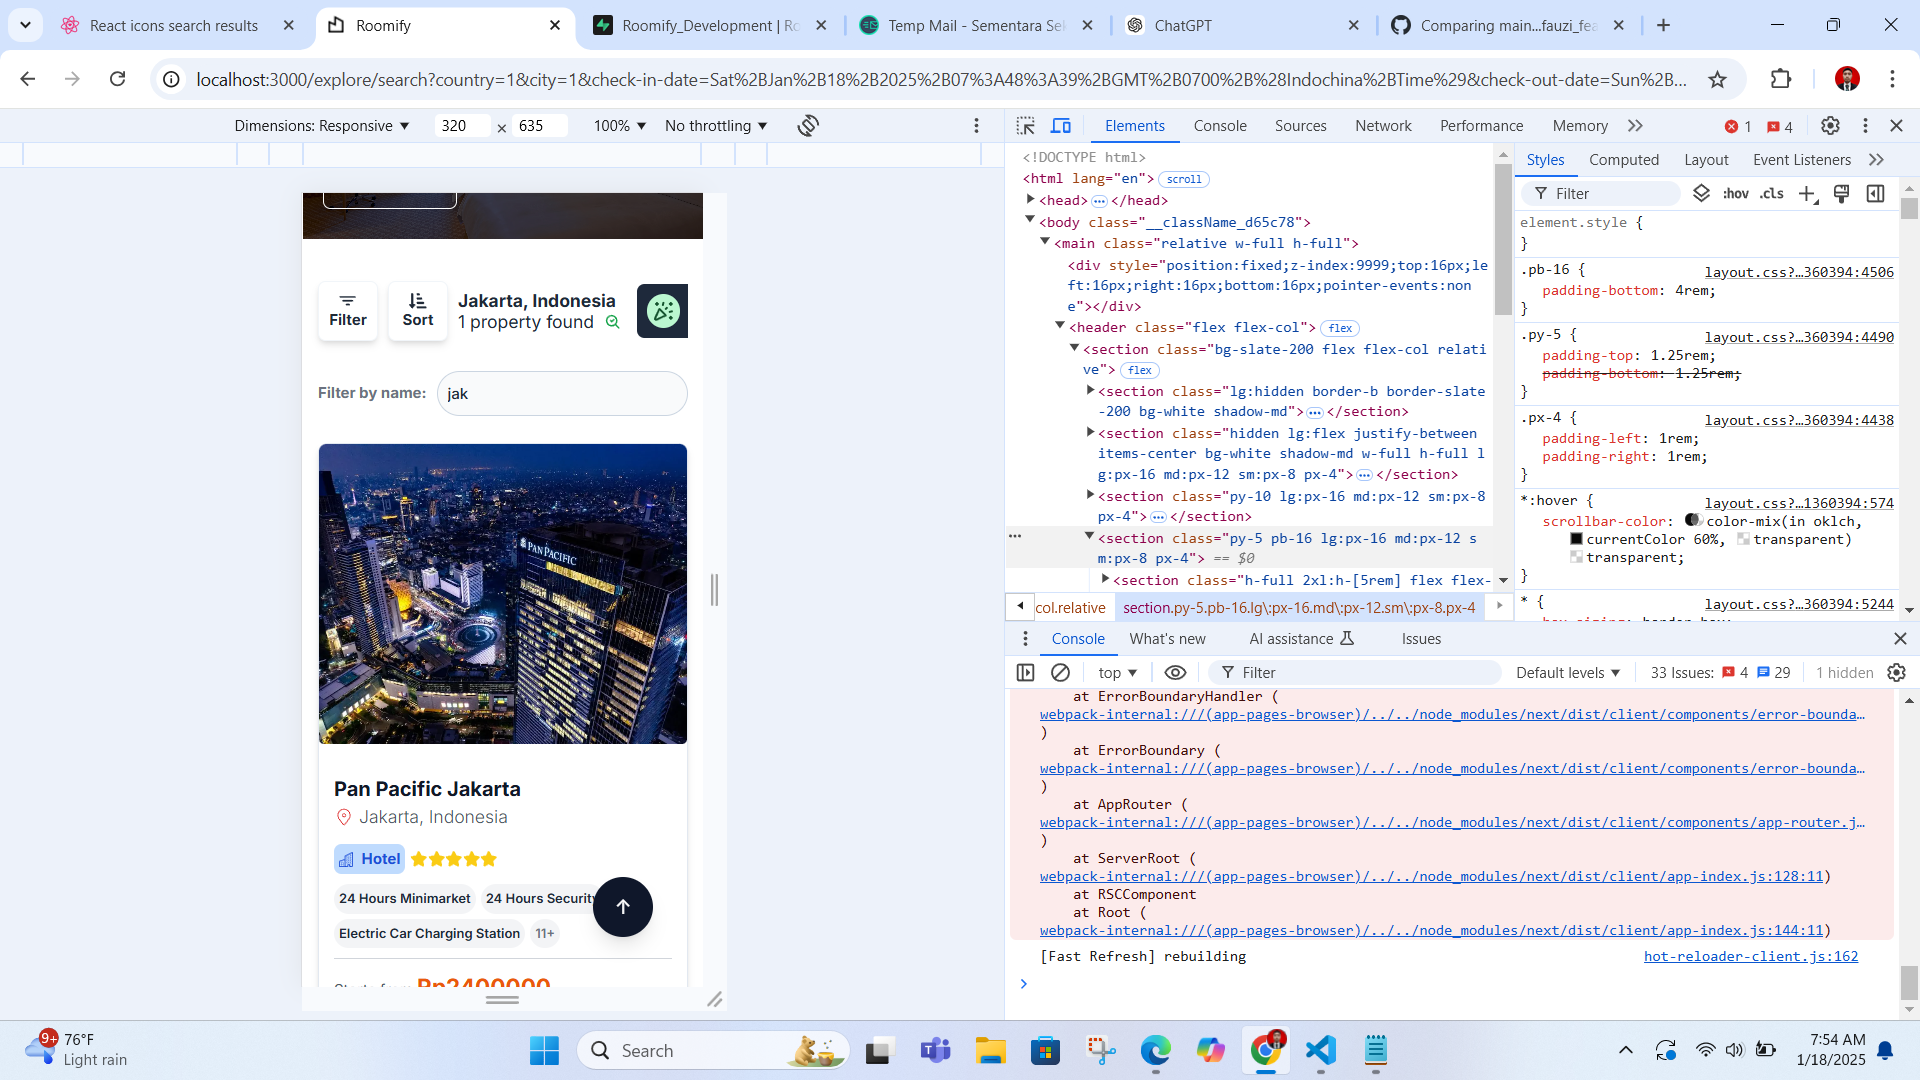 React icons search results
Roomify
Roomify_Development | Ro
Temp Mail - Sementara Sel
ChatGPT
Comparing main...fauzi_fea
localhost:3000/explore/search?country=1&city=1&check-in-date=Sat%2BJan%2B18%2B2025%2B07%3A48%3A39%2BGMT%2B0700%2B%28Indochina%2BTime%29&check-out-date=Sun%2B...
Dimensions: Responsive
320
×
635
100%
No throttling
Elements
Console
Sources
Network
Performance
Memory
1
4
Filter
Sort
Jakarta, Indonesia
1 property found
Filter by name:
jak
PAN PACIFIC
Pan Pacific Jakarta
Jakarta, Indonesia
Hotel
24 Hours Minimarket
24 Hours Security
Electric Car Charging Station
11+
Starts from Rp2400000
<!DOCTYPE html>
<html lang="en">
scroll
<head> ... </head>
<body class="__className_d65c78">
<main class="relative w-full h-full">
<div style="position:fixed;z-index:9999;top:16px;le
ft:16px;right:16px;bottom:16px;pointer-events:non
e"></div>
<header class="flex flex-col">
flex
<section class="bg-slate-200 flex flex-col relati
ve">
flex
<section class="lg:hidden border-b border-slate
-200 bg-white shadow-md"> ... </section>
<section class="hidden lg:flex justify-between
items-center bg-white shadow-md w-full h-full l
g:px-16 md:px-12 sm:px-8 px-4"> ... </section>
<section class="py-10 lg:px-16 md:px-12 sm:px-8
px-4"> ... </section>
<section class="py-5 pb-16 lg:px-16 md:px-12 s
m:px-8 px-4"> == $0
<section class="h-full 2xl:h-[5rem] flex flex-
col.relative
section.py-5.pb-16.lg\:px-16.md\:px-12.sm\:px-8.px-4
Styles
Computed
Layout
Event Listeners
Filter
:hov
.cls
element.style {
}
.pb-16 {
layout.css?…360394:4506
padding-bottom: 4rem;
}
.py-5 {
layout.css?…360394:4490
padding-top: 1.25rem;
padding-bottom: 1.25rem;
}
.px-4 {
layout.css?…360394:4438
padding-left: 1rem;
padding-right: 1rem;
}
*:hover {
layout.css?…1360394:574
scrollbar-color: color-mix(in oklch,
currentColor 60%, transparent)
transparent;
}
* {
layout.css?…360394:5244
box-sizing: border-box;
Console
What's new
AI assistance
Issues
top
Filter
Default levels
33 Issues:
4
29
1 hidden
at ErrorBoundaryHandler (
webpack-internal:///(app-pages-browser)/../../node_modules/next/dist/client/components/error-bounda…
)
at ErrorBoundary (
webpack-internal:///(app-pages-browser)/../../node_modules/next/dist/client/components/error-bounda…
)
at AppRouter (
webpack-internal:///(app-pages-browser)/../../node_modules/next/dist/client/components/app-router.j…
)
at ServerRoot (
webpack-internal:///(app-pages-browser)/../../node_modules/next/dist/client/app-index.js:128:11)
at RSCComponent
at Root (
webpack-internal:///(app-pages-browser)/../../node_modules/next/dist/client/app-index.js:144:11)
[Fast Refresh] rebuilding
hot-reloader-client.js:162
9+
76°F
Light rain
Search
7:54 AM
1/18/2025